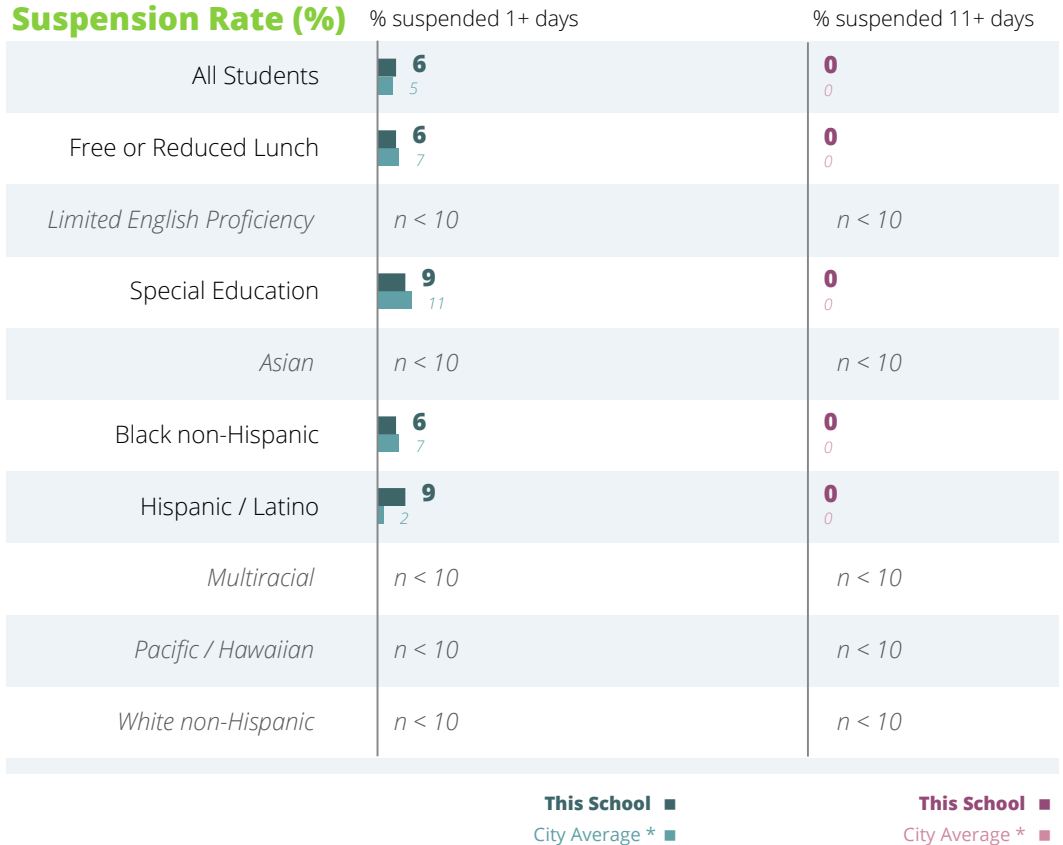 Suspension Rate (%) % suspended 1+ days % suspended 11+ days
All Students 6 0
5 0
Free or Reduced Lunch 6 0
7 0
Limited English Proficiency n < 10 n < 10
Special Education 9 0
11 0
Asian n < 10 n < 10
Black non-Hispanic 6 0
7 0
Hispanic / Latino 9 0
2 0
Multiracial n < 10 n < 10
Pacific / Hawaiian n < 10 n < 10
White non-Hispanic n < 10 n < 10
This School This School
City Average * City Average *